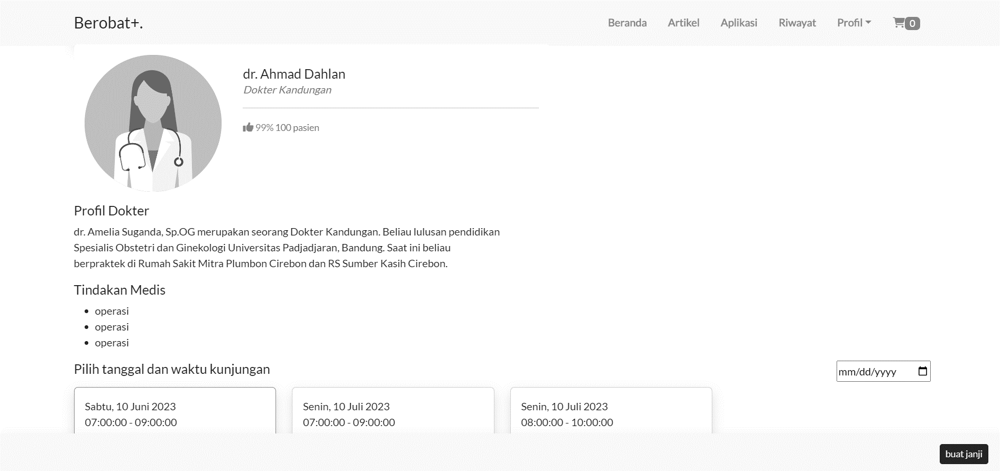 Berobat+.
Beranda
Artikel
Aplikasi
Riwayat
Profil
0
dr. Ahmad Dahlan
Dokter Kandungan
99% 100 pasien
Profil Dokter
dr. Amelia Suganda, Sp.OG merupakan seorang Dokter Kandungan. Beliau lulusan pendidikan
Spesialis Obstetri dan Ginekologi Universitas Padjadjaran, Bandung. Saat ini beliau
berpraktek di Rumah Sakit Mitra Plumbon Cirebon dan RS Sumber Kasih Cirebon.
Tindakan Medis
operasi
operasi
operasi
Pilih tanggal dan waktu kunjungan
mm/dd/yyyy
Sabtu, 10 Juni 2023
07:00:00 - 09:00:00
Senin, 10 Juli 2023
07:00:00 - 09:00:00
Senin, 10 Juli 2023
08:00:00 - 10:00:00
buat janji